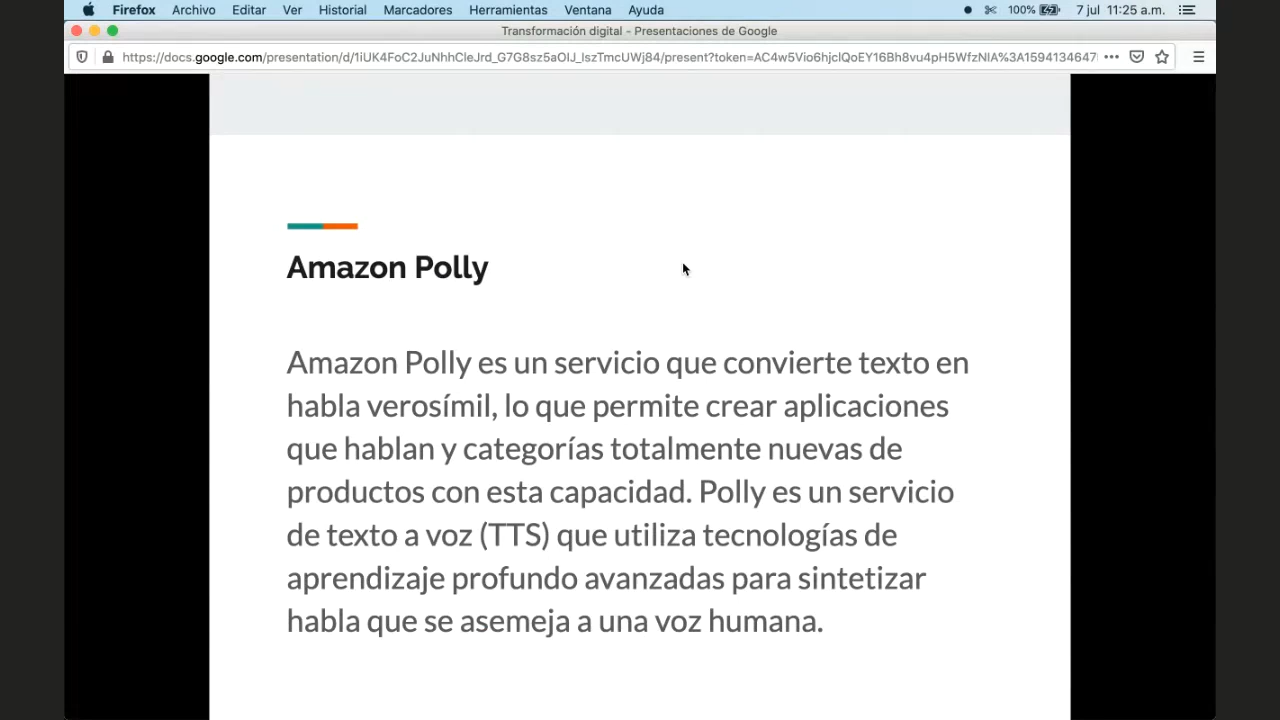 Firefox Archivo Editar Ver Historial Marcadores Herramientas Ventana Ayuda 100% 7 jul 11:25 a.m.
Transformación digital - Presentaciones de Google
Amazon Polly
Amazon Polly es un servicio que convierte texto en
habla verosímil, lo que permite crear aplicaciones
que hablan y categorías totalmente nuevas de
productos con esta capacidad. Polly es un servicio
de texto a voz (TTS) que utiliza tecnologías de
aprendizaje profundo avanzadas para sintetizar
habla que se asemeja a una voz humana.